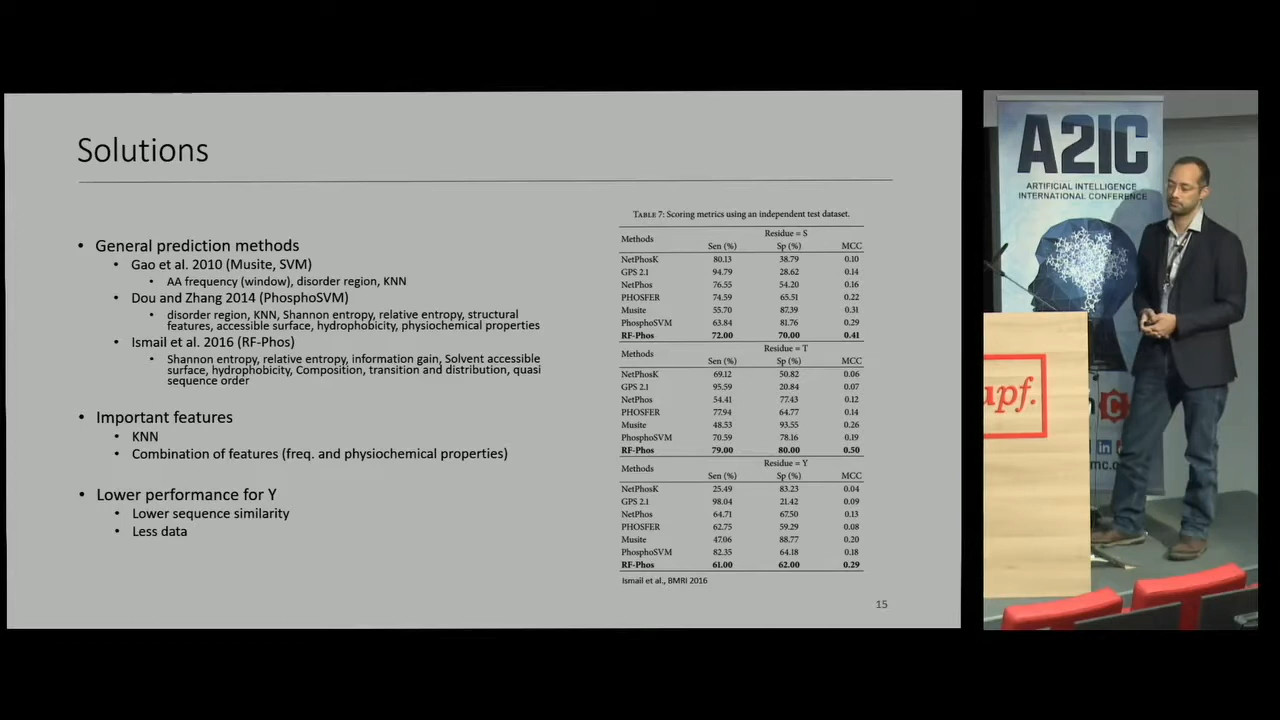 Solutions
• General prediction methods
• Gao et al. 2010 (Musite, SVM)
• AA frequency (window), disorder region, KNN
• Dou and Zhang 2014 (PhosphoSVM)
• disorder region, KNN, Shannon entropy, relative entropy, structural
features, accessible surface, hydrophobicity, physiochemical properties
• Ismail et al. 2016 (RF-Phos)
• Shannon entropy, relative entropy, information gain, Solvent accessible
surface, hydrophobicity, Composition, transition and distribution, quasi
sequence order
• Important features
• KNN
• Combination of features (freq. and physiochemical properties)
• Lower performance for Y
• Lower sequence similarity
• Less data
TABLE 7: Scoring metrics using an independent test dataset.
Methods Residue = S
Sen (%) Sp (%) MCC
NetPhosK 80.13 38.79 0.10
GPS 2.1 94.79 28.62 0.14
NetPhos 76.55 54.20 0.16
PHOSFER 74.59 65.51 0.22
Musite 55.70 87.39 0.31
PhosphoSVM 63.84 81.76 0.29
RF-Phos 72.00 70.00 0.41
Methods Residue = T
Sen (%) Sp (%) MCC
NetPhosK 69.12 50.82 0.06
GPS 2.1 95.59 20.84 0.07
NetPhos 54.41 77.43 0.12
PHOSFER 77.94 64.77 0.14
Musite 48.53 93.55 0.26
PhosphoSVM 70.59 78.16 0.19
RF-Phos 79.00 80.00 0.50
Methods Residue = Y
Sen (%) Sp (%) MCC
NetPhosK 25.49 83.23 0.04
GPS 2.1 98.04 21.42 0.09
NetPhos 64.71 67.50 0.13
PHOSFER 62.75 59.29 0.08
Musite 47.06 88.77 0.20
PhosphoSVM 82.35 64.18 0.18
RF-Phos 61.00 62.00 0.29
Ismail et al., BMRI 2016
15
A2IC
ARTIFICIAL INTELLIGENCE
INTERNATIONAL CONFERENCE
upf.
in
mc.org